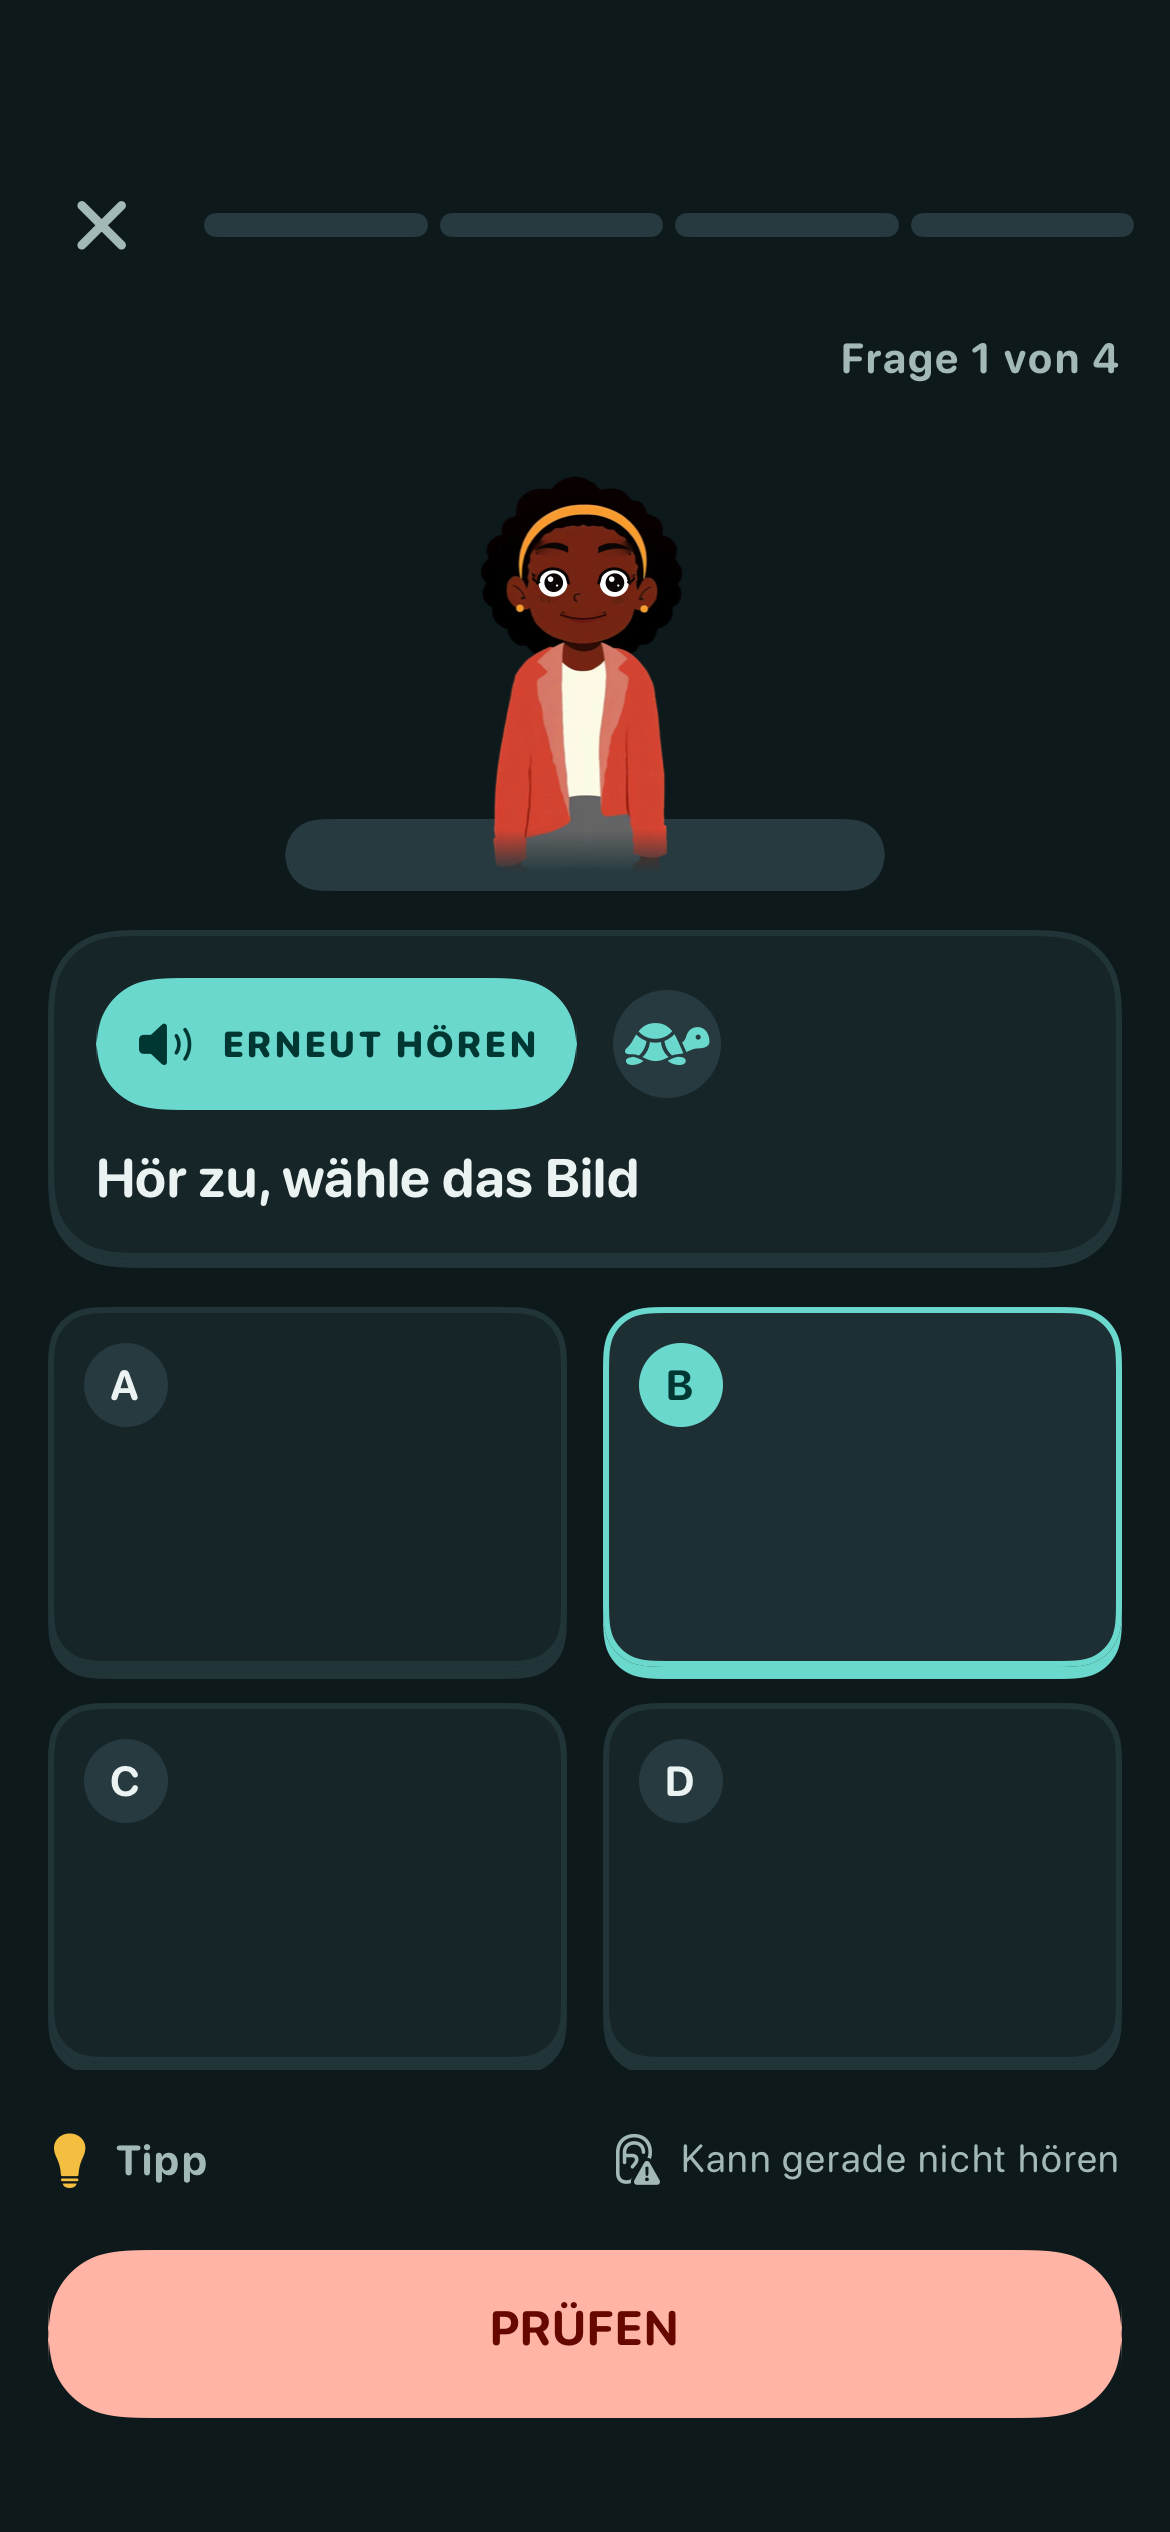 Frage 1 von 4
ERNEUT HÖREN
Hör zu, wähle das Bild
A
B
C
D
Tipp
Kann gerade nicht hören
PRÜFEN